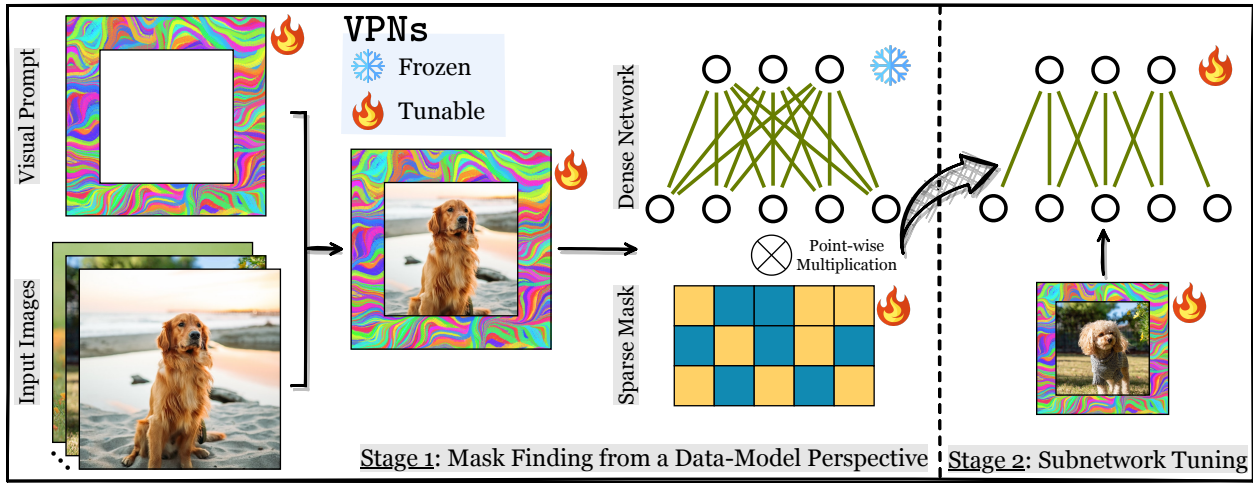 VPNs
Frozen
Tunable
Visual Prompt
Input Images
Dense Network
Point-wise
Multiplication
Sparse Mask
Stage 1: Mask Finding from a Data-Model Perspective
Stage 2: Subnetwork Tuning